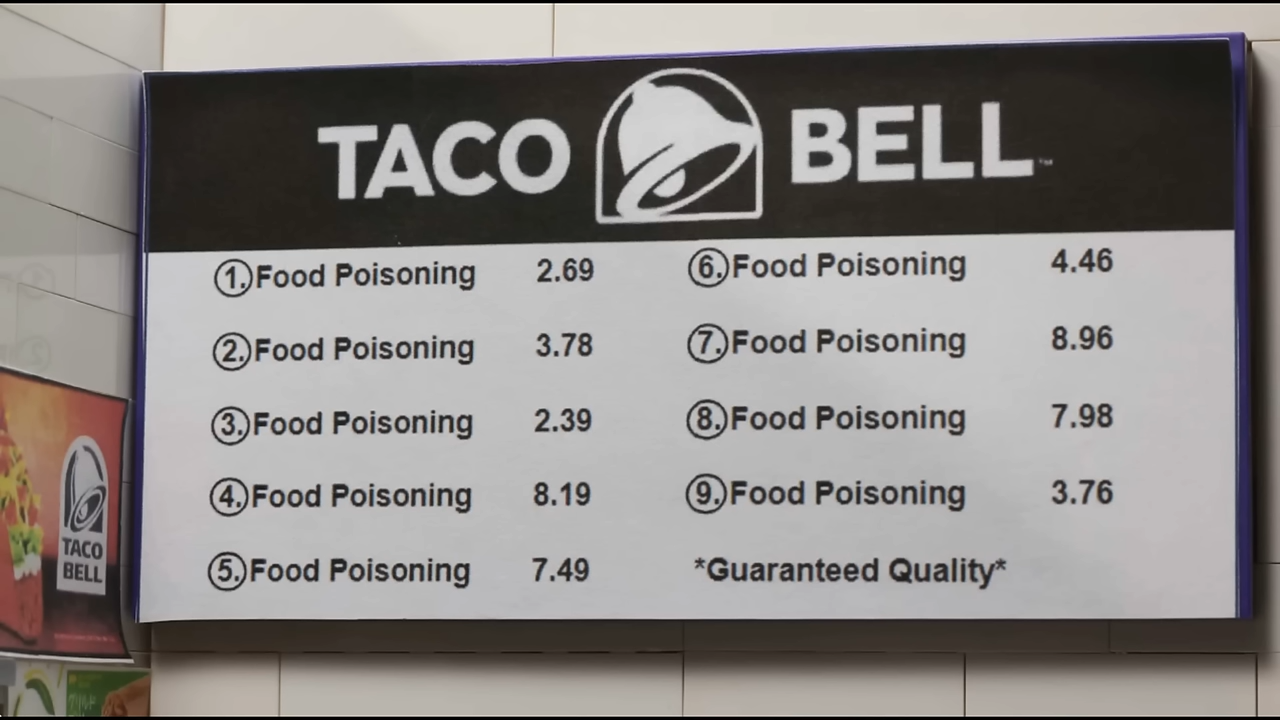 TACO BELL™
1. Food Poisoning 2.69
2. Food Poisoning 3.78
3. Food Poisoning 2.39
4. Food Poisoning 8.19
5. Food Poisoning 7.49
6. Food Poisoning 4.46
7. Food Poisoning 8.96
8. Food Poisoning 7.98
9. Food Poisoning 3.76
*Guaranteed Quality*
TACO
BELL